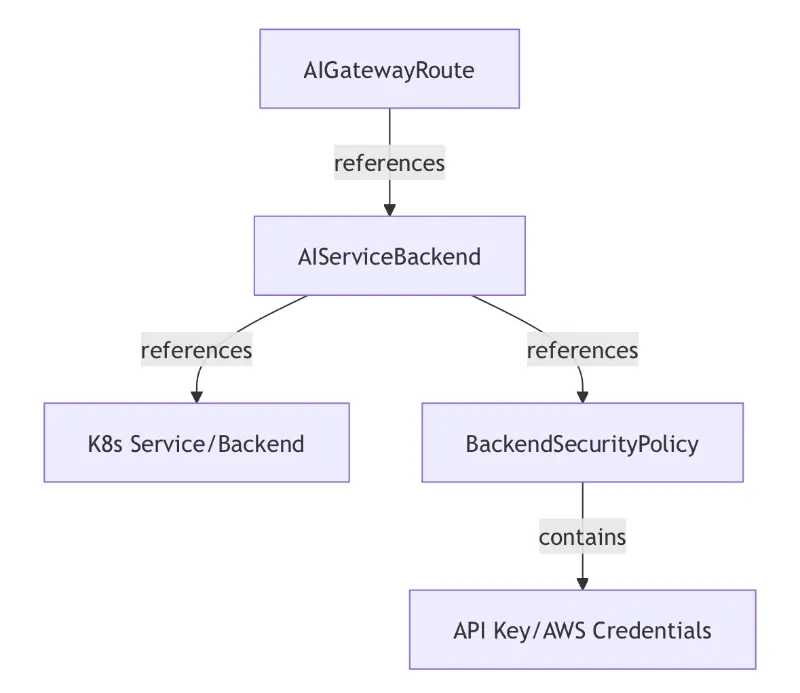 AIGatewayRoute
references
AIServiceBackend
references
references
K8s Service/Backend
BackendSecurityPolicy
contains
API Key/AWS Credentials